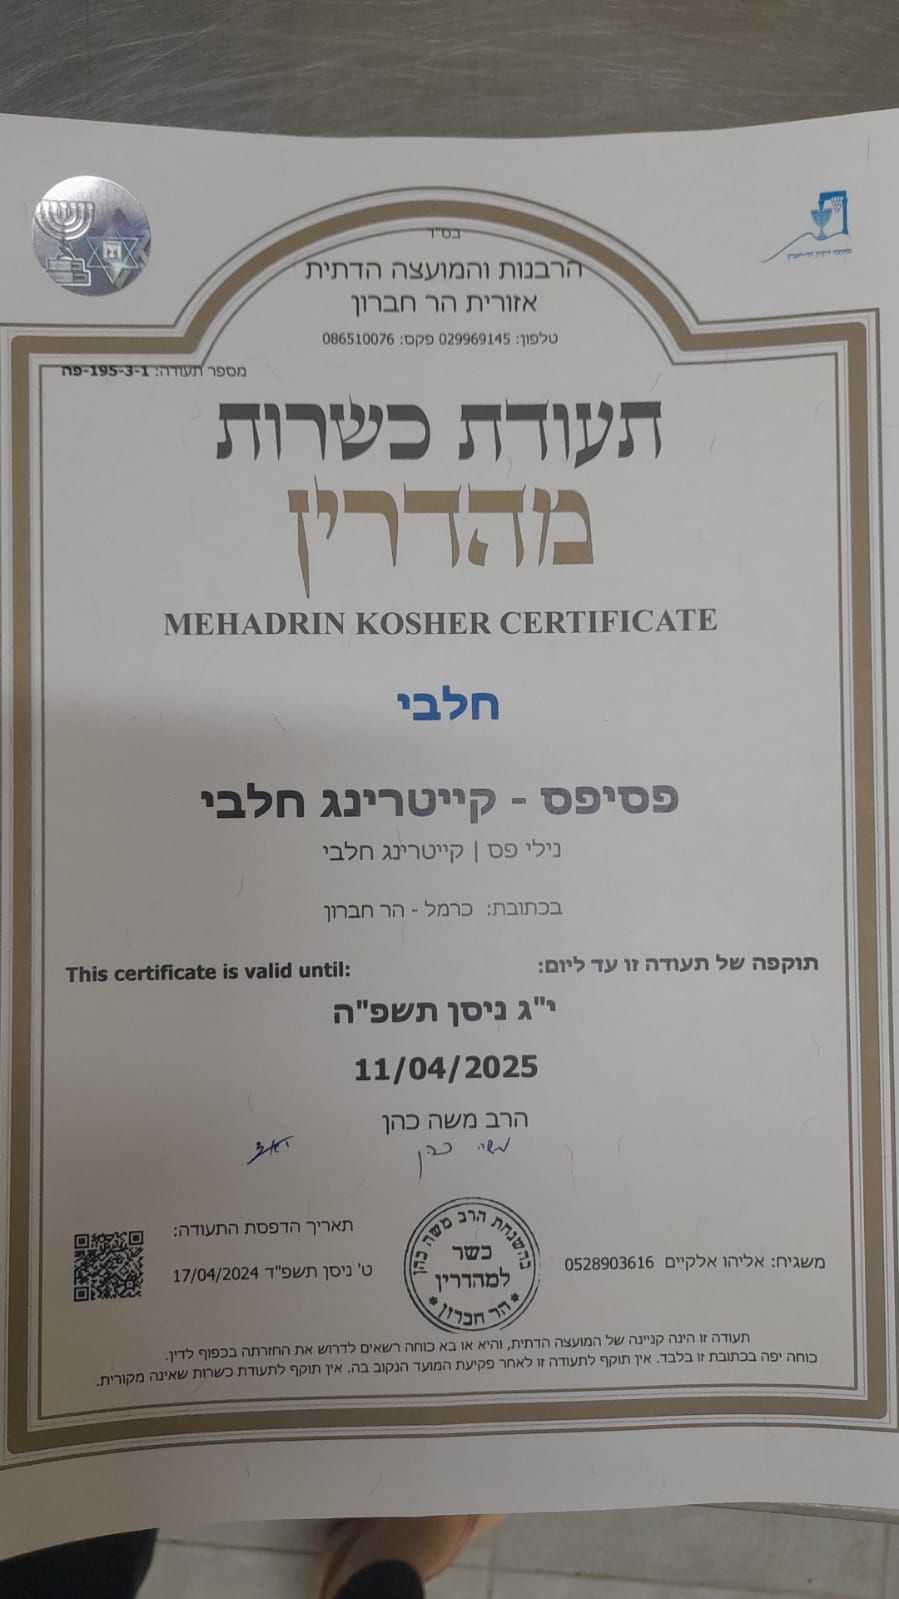 בס"ד
הרבנות והמועצה הדתית
אזורית הר חברון
טלפון: 029969145 פקס: 086510076
מספר תעודה: 195-3-1-פה
תעודת כשרות
מהדרין
MEHADRIN KOSHER CERTIFICATE
חלבי
פסיפס - קייטרינג חלבי
נילי פס | קייטרינג חלבי
בכתובת: כרמל - הר חברון
תוקפה של תעודה זו עד ליום:
This certificate is valid until:
י"ג ניסן תשפ"ה
11/04/2025
הרב משה כהן
משה כהן
משגיח: אליהו אלקיים 0528903616
בהשגחת הרב משה כהן
כשר
למהדרין
* הר חברון *
תאריך הדפסת התעודה:
ט' ניסן תשפ"ד 17/04/2024
תעודה זו הינה קניינה של המועצה הדתית, והיא או בא כוחה רשאים לדרוש את החזרתה בכפוף לדין.
כוחה יפה בכתובת זו בלבד. אין תוקף לתעודה זו לאחר פקיעת המועד הנקוב בה. אין תוקף לתעודת כשרות שאינה מקורית.